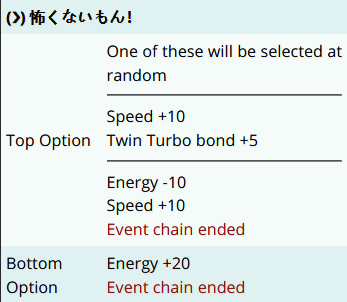 (❯) 怖くないもん!
One of these will be selected at
random
Speed +10
Top Option
Twin Turbo bond +5
Energy -10
Speed +10
Event chain ended
Bottom
Option
Energy +20
Event chain ended